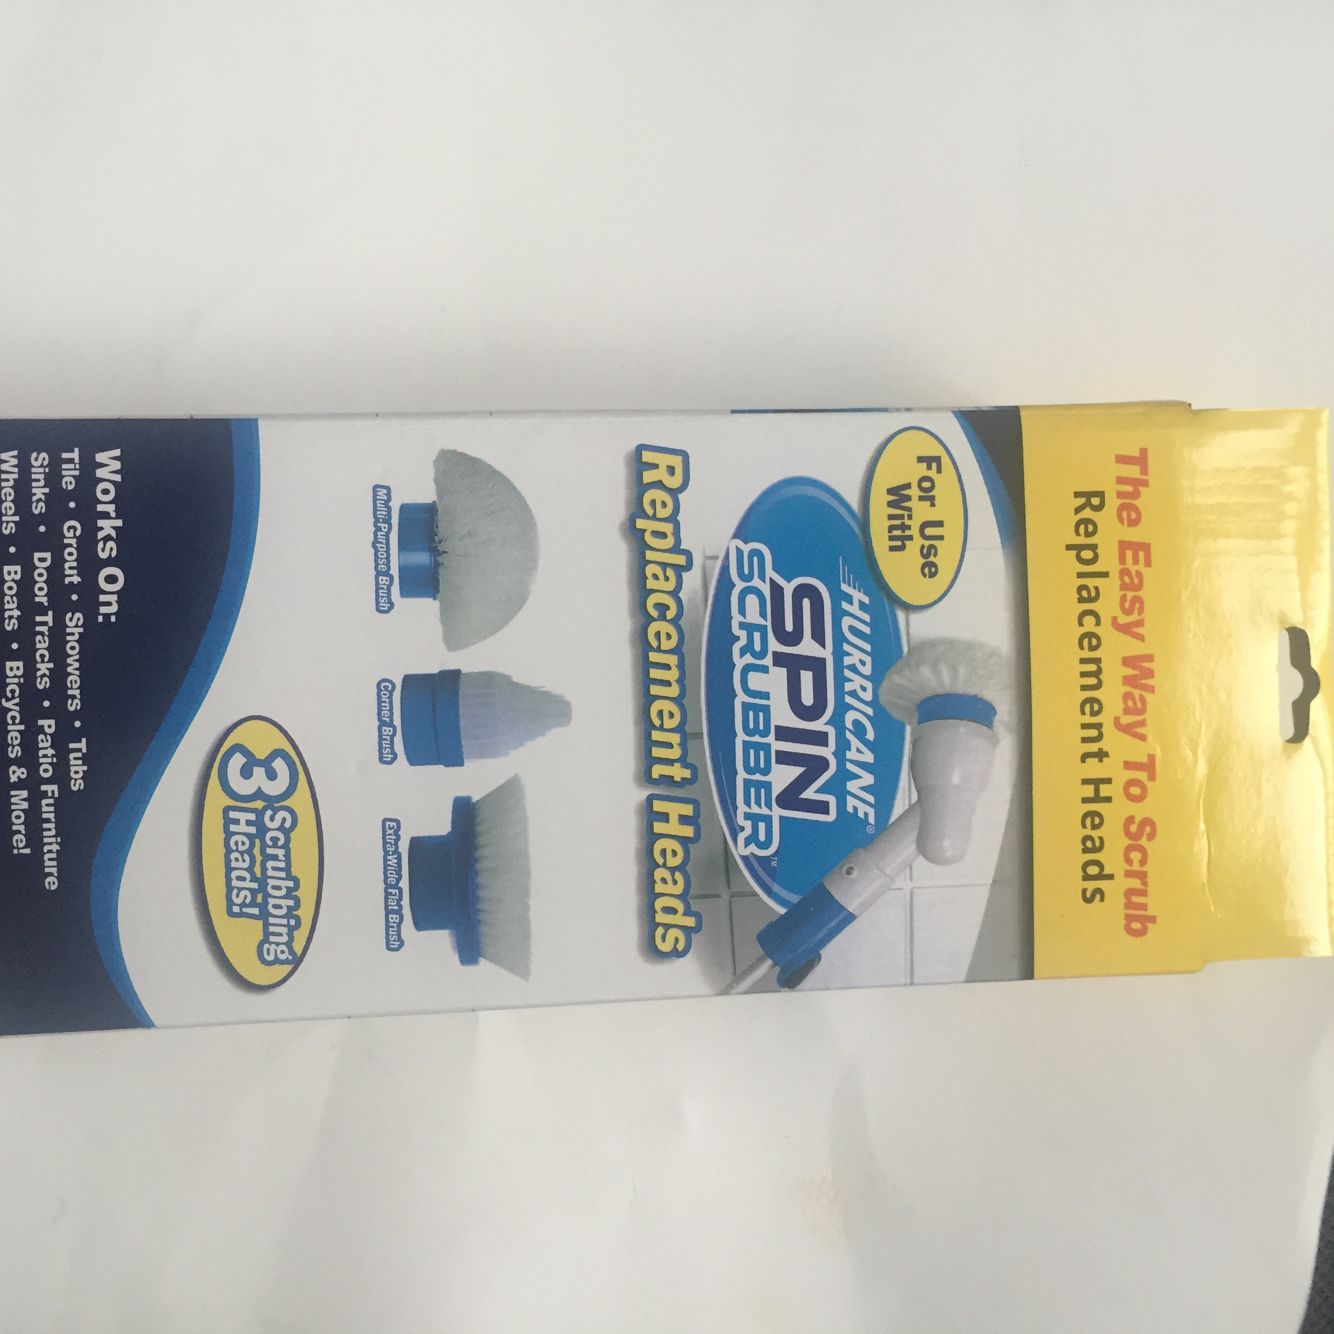 The Easy Way To Scrub
Replacement Heads
For Use
With
HURRICANE®
SPIN
SCRUBBER™
Replacement Heads
Multi-Purpose Brush
Corner Brush
Extra-Wide Flat Brush
3 Scrubbing
Heads!
Works On:
Tile • Grout • Showers • Tubs
Sinks • Door Tracks • Patio Furniture
Wheels • Boats • Bicycles & More!